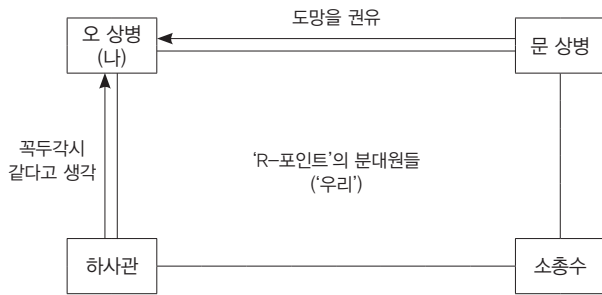 도망을 권유
오 상병
(나)
문 상병
꼭두각시
같다고 생각
‘R-포인트’의 분대원들
(‘우리’)
하사관
소총수